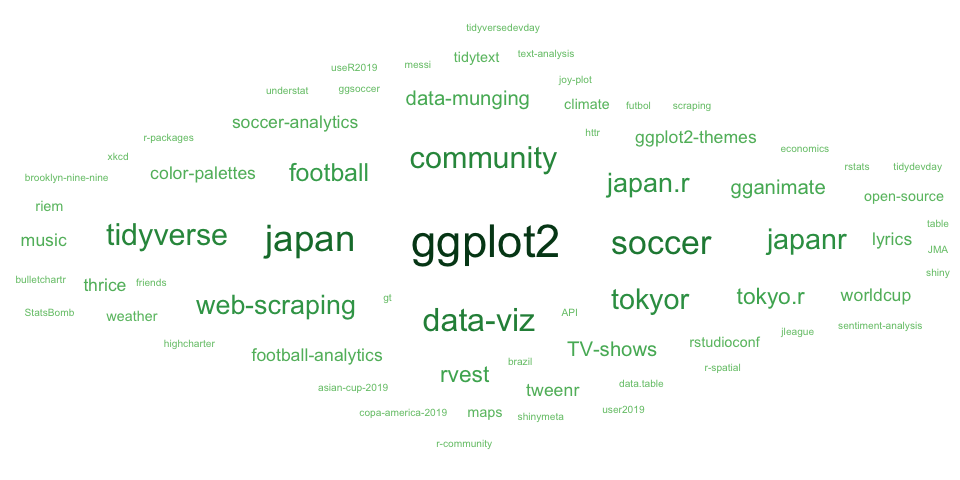 tidyversedevday
tidytext text-analysis
useR2019 messi
understat ggsoccer joy-plot
data-munging climate futbol scraping
soccer-analytics
r-packages httr ggplot2-themes
xkcd community economics
brooklyn-nine-nine color-palettes football rstats tidydevday
japan.r gganimate open-source
riem
music tidyverse japan ggplot2 soccer japanr lyrics table
JMA
bulletchartr thrice friends shiny
web-scraping gt tokyor tokyo.r worldcup
StatsBomb weather data-viz API sentiment-analysis
highcharter football-analytics TV-shows rstudioconf jleague
brazil r-spatial
asian-cup-2019 rvest tweenr data.table
copa-america-2019 maps shinymeta user2019
r-community